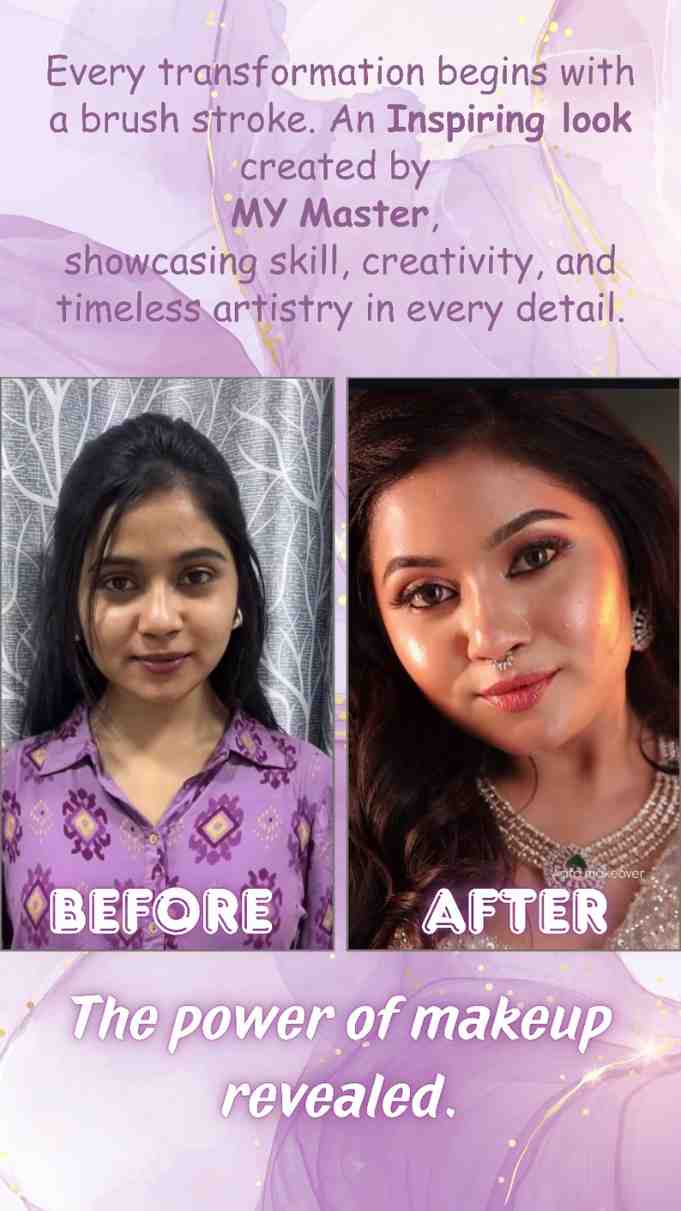 Every transformation begins with
a brush stroke. An Inspiring look
created by
MY Master,
showcasing skill, creativity, and
timeless artistry in every detail.
makeover
BEFORE
AFTER
The power of makeup
revealed.